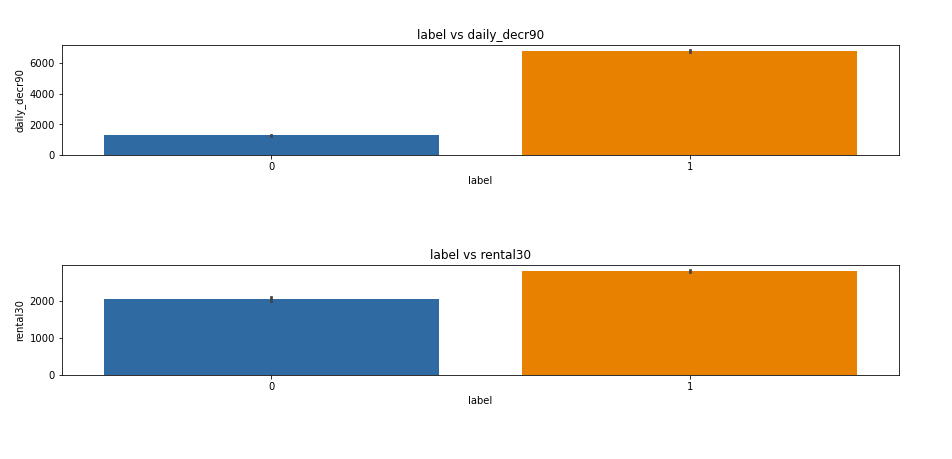 label vs daily_decr90
daily_decr90
6000
4000
2000
0
0 1
label
label vs rental30
rental30
2000
1000
0
0 1
label